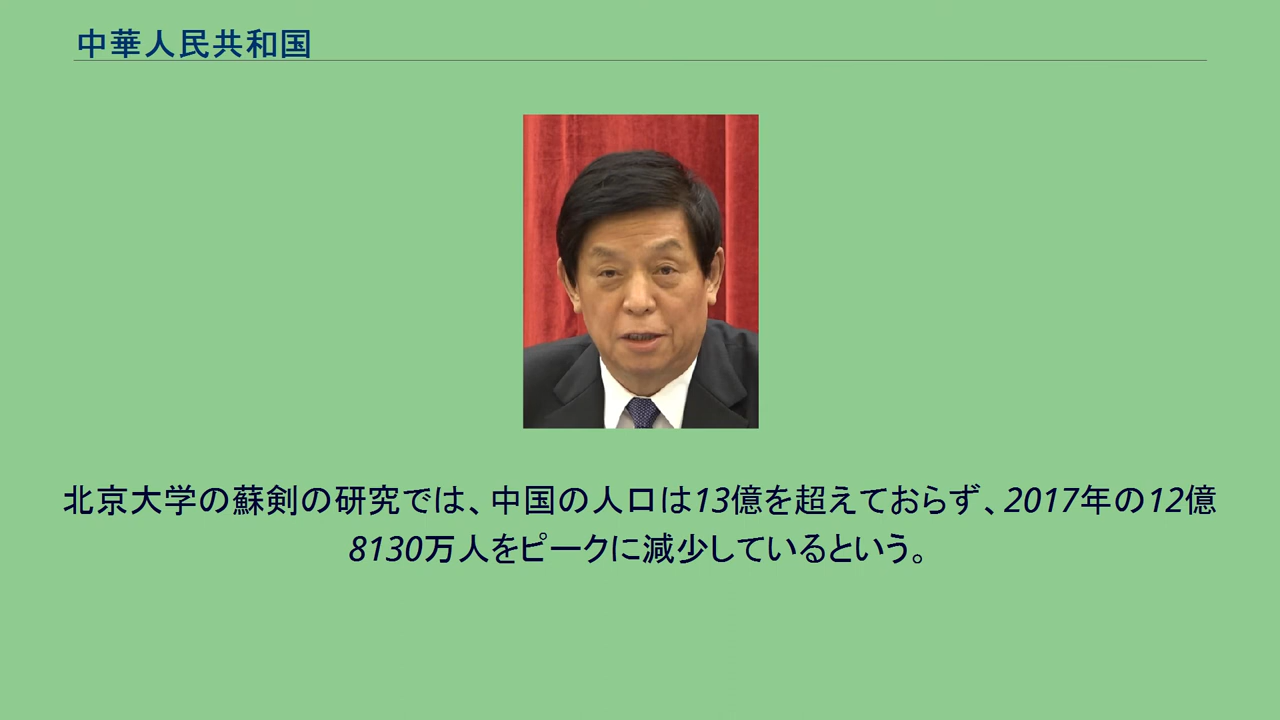 中華人民共和国
北京大学の蘇剣の研究では、中国の人口は13億を超えておらず、2017年の12億
8130万人をピークに減少しているという。